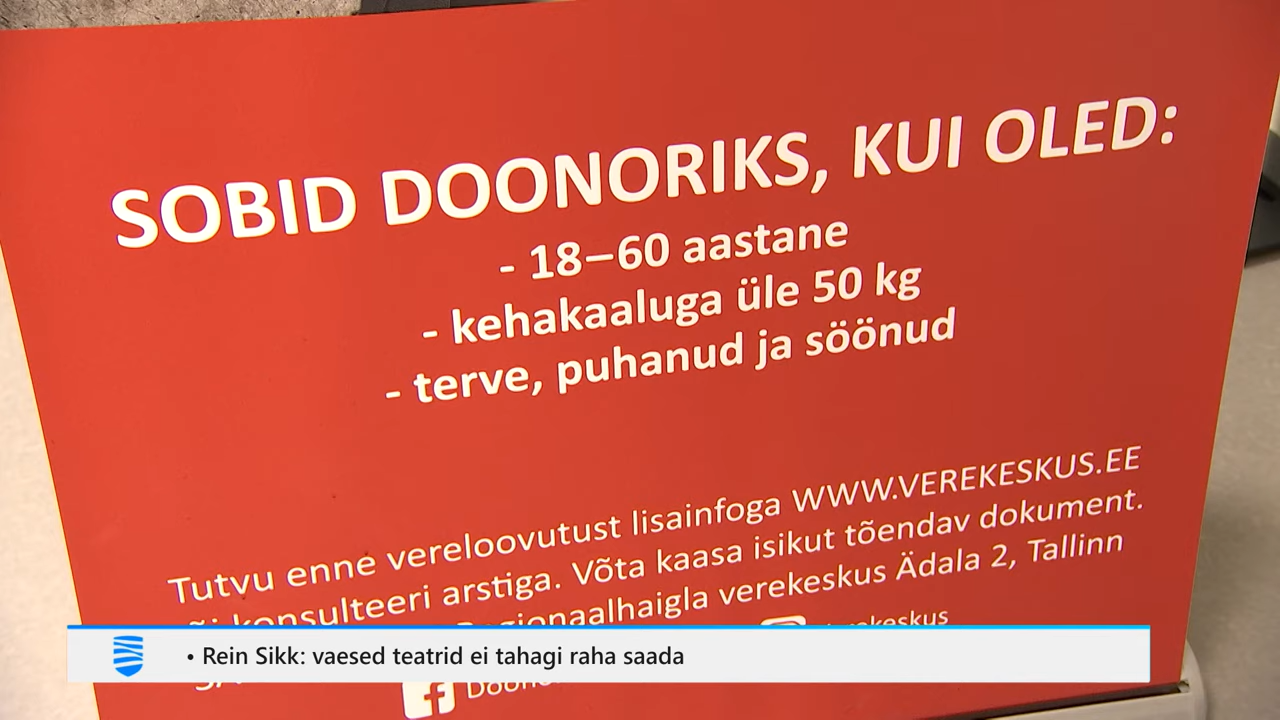 SOBID DOONORIKS, KUI OLED:
- 18–60 aastane
- kehakaaluga üle 50 kg
- terve, puhanud ja söönud
Tutvu enne vereloovutust lisainfoga WWW.VEREKESKUS.EE
konsulteeri arstiga. Võta kaasa isikut tõendav dokument.
Regionaalhaigla verekeskus Ädala 2, Tallinn
• Rein Sikk: vaesed teatrid ei tahagi raha saada